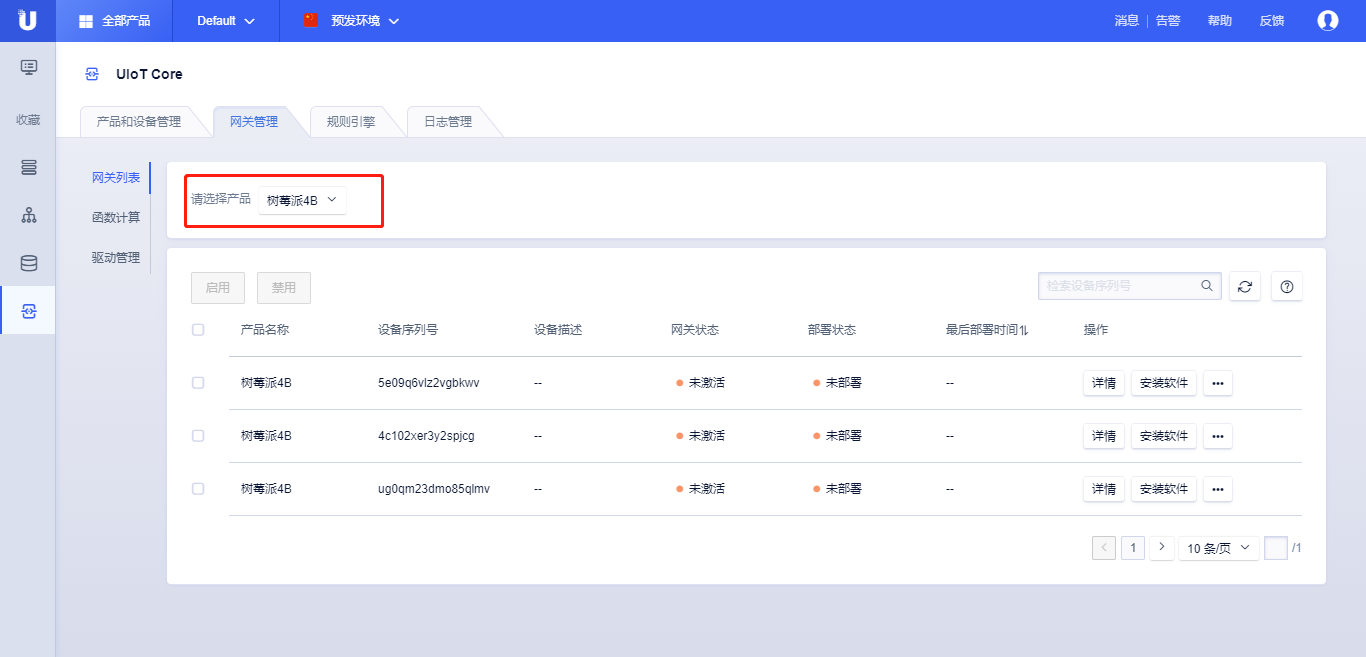 全部产品 Default 预发环境 消息 告警 帮助 反馈
UIoT Core
收藏
产品和设备管理 网关管理 规则引擎 日志管理
网关列表
函数计算
驱动管理
请选择产品 树莓派4B
启用 禁用 检索设备序列号
产品名称 设备序列号 设备描述 网关状态 部署状态 最后部署时间 操作
树莓派4B 5e09q6vlz2vgbkwv -- 未激活 未部署 -- 详情 安装软件 •••
树莓派4B 4c102xer3y2spjcg -- 未激活 未部署 -- 详情 安装软件 •••
树莓派4B ug0qm23dmo85qlmv -- 未激活 未部署 -- 详情 安装软件 •••
1 10 条/页 /1